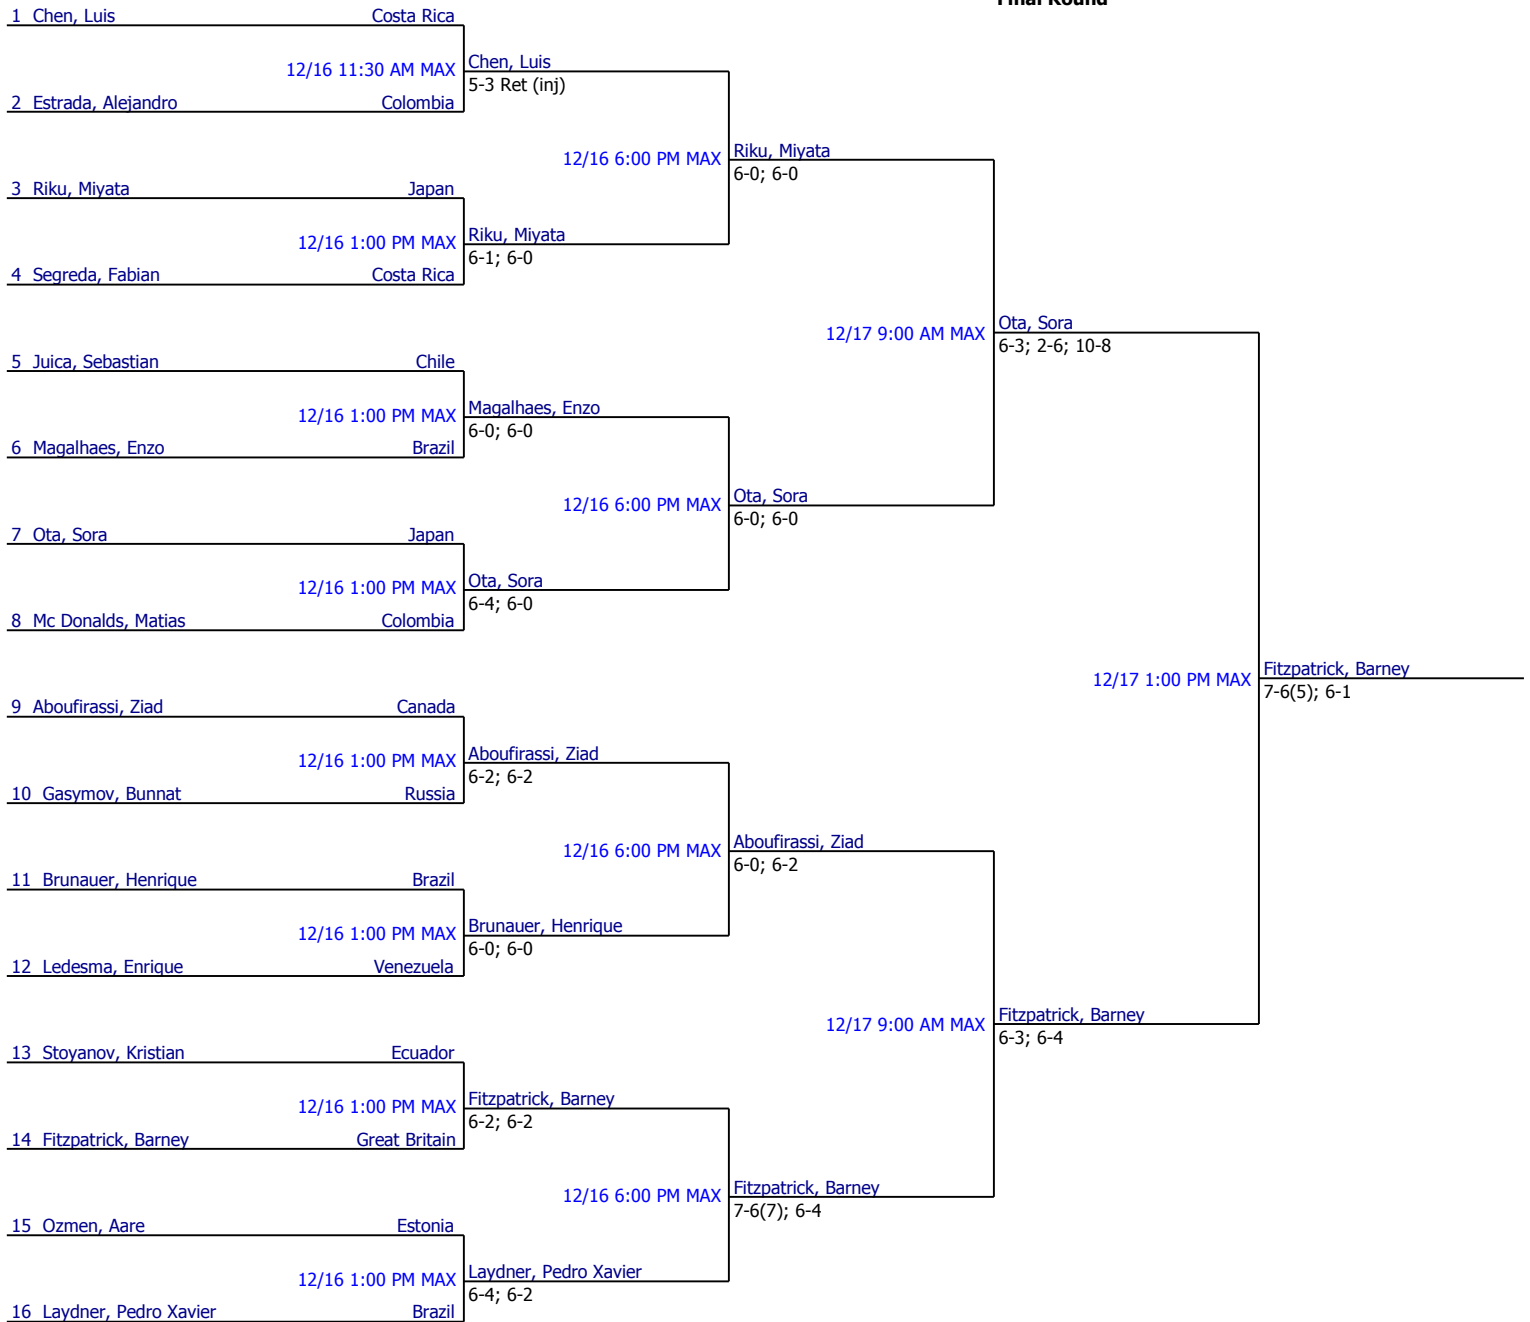 Final Round
1 Chen, Luis Costa Rica
12/16 11:30 AM MAX
Chen, Luis
5-3 Ret (inj)
2 Estrada, Alejandro Colombia
12/16 6:00 PM MAX
Riku, Miyata
6-0; 6-0
3 Riku, Miyata Japan
12/16 1:00 PM MAX
Riku, Miyata
6-1; 6-0
4 Segreda, Fabian Costa Rica
12/17 9:00 AM MAX
Ota, Sora
6-3; 2-6; 10-8
5 Juica, Sebastian Chile
12/16 1:00 PM MAX
Magalhaes, Enzo
6-0; 6-0
6 Magalhaes, Enzo Brazil
12/16 6:00 PM MAX
Ota, Sora
6-0; 6-0
7 Ota, Sora Japan
12/16 1:00 PM MAX
Ota, Sora
6-4; 6-0
8 Mc Donalds, Matias Colombia
12/17 1:00 PM MAX
Fitzpatrick, Barney
7-6(5); 6-1
9 Aboufirassi, Ziad Canada
12/16 1:00 PM MAX
Aboufirassi, Ziad
6-2; 6-2
10 Gasymov, Bunnat Russia
12/16 6:00 PM MAX
Aboufirassi, Ziad
6-0; 6-2
11 Brunauer, Henrique Brazil
12/16 1:00 PM MAX
Brunauer, Henrique
6-0; 6-0
12 Ledesma, Enrique Venezuela
12/17 9:00 AM MAX
Fitzpatrick, Barney
6-3; 6-4
13 Stoyanov, Kristian Ecuador
12/16 1:00 PM MAX
Fitzpatrick, Barney
6-2; 6-2
14 Fitzpatrick, Barney Great Britain
12/16 6:00 PM MAX
Fitzpatrick, Barney
7-6(7); 6-4
15 Ozmen, Aare Estonia
12/16 1:00 PM MAX
Laydner, Pedro Xavier
6-4; 6-2
16 Laydner, Pedro Xavier Brazil